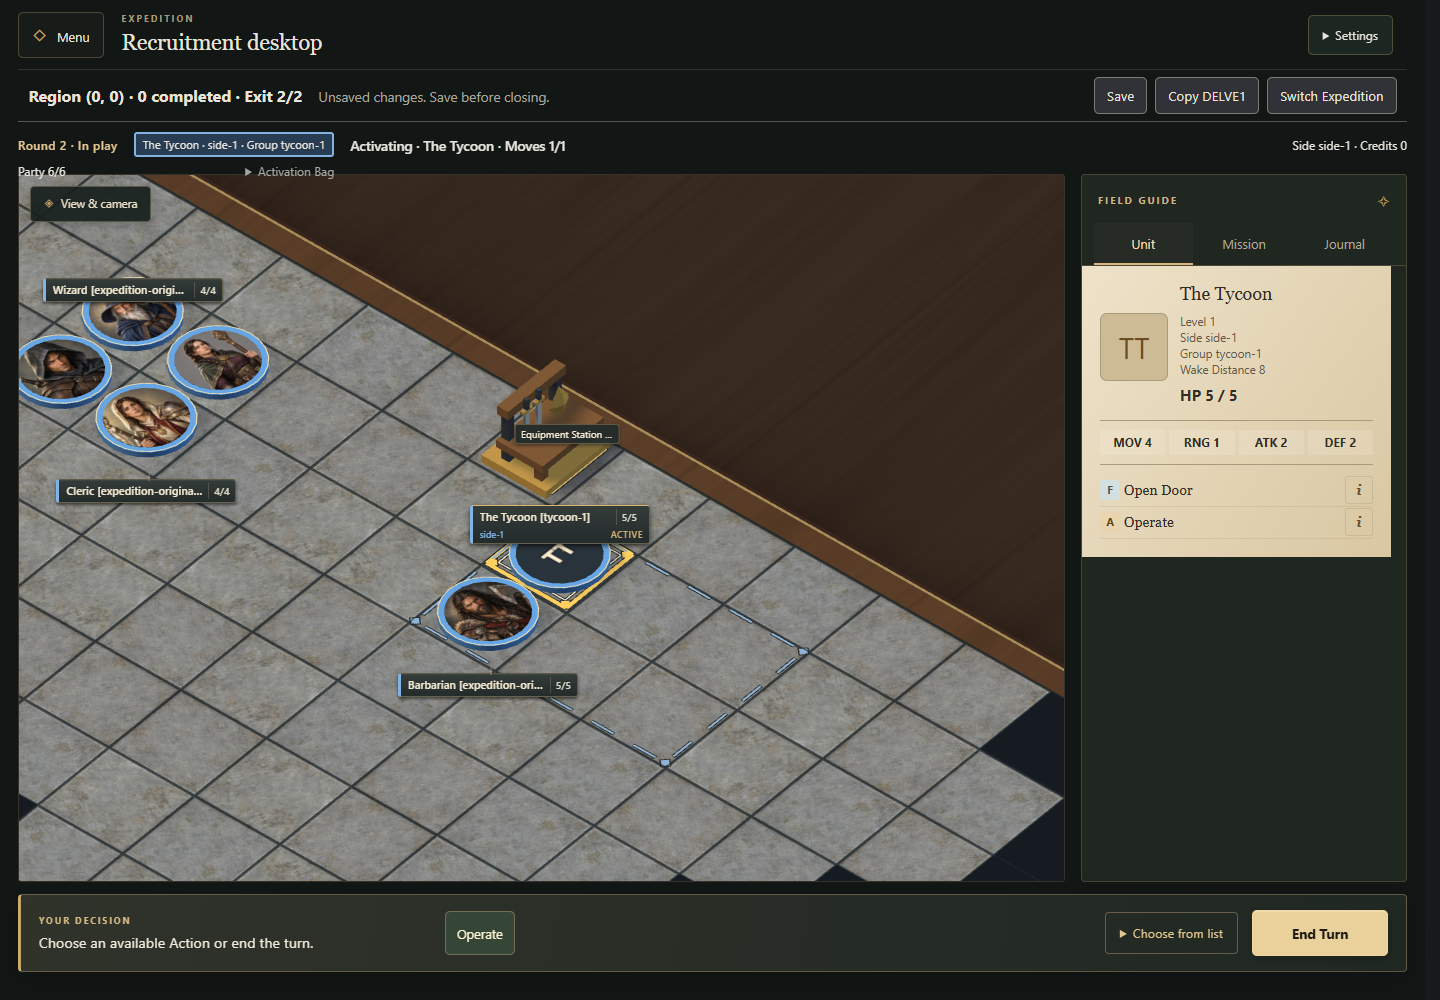 Menu
EXPEDITION
Recruitment desktop
Settings
Region (0, 0) · 0 completed · Exit 2/2
Unsaved changes. Save before closing.
Save
Copy DELVE1
Switch Expedition
Round 2 · In play
The Tycoon · side-1 · Group tycoon-1
Activating · The Tycoon · Moves 1/1
Side side-1 · Credits 0
Party 6/6
Activation Bag
View & camera
Wizard [expedition-origi... 4/4
Equipment Station ...
Cleric [expedition-origina... 4/4
The Tycoon [tycoon-1] 5/5
side-1 ACTIVE
Barbarian [expedition-ori... 5/5
FIELD GUIDE
Unit
Mission
Journal
The Tycoon
TT
Level 1
Side side-1
Group tycoon-1
Wake Distance 8
HP 5 / 5
MOV 4
RNG 1
ATK 2
DEF 2
F Open Door i
A Operate i
YOUR DECISION
Choose an available Action or end the turn.
Operate
Choose from list
End Turn